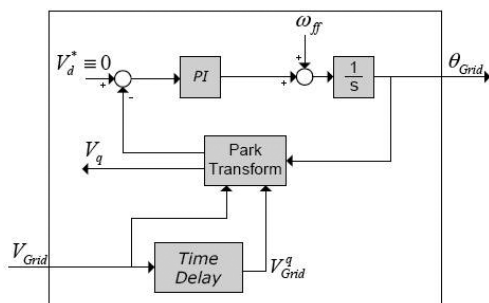 ω_ff
V_d^* ≡ 0
+
-
PI
+
+
1/s
θ_Grid
V_q
Park
Transform
V_Grid
Time
Delay
V_Grid^q